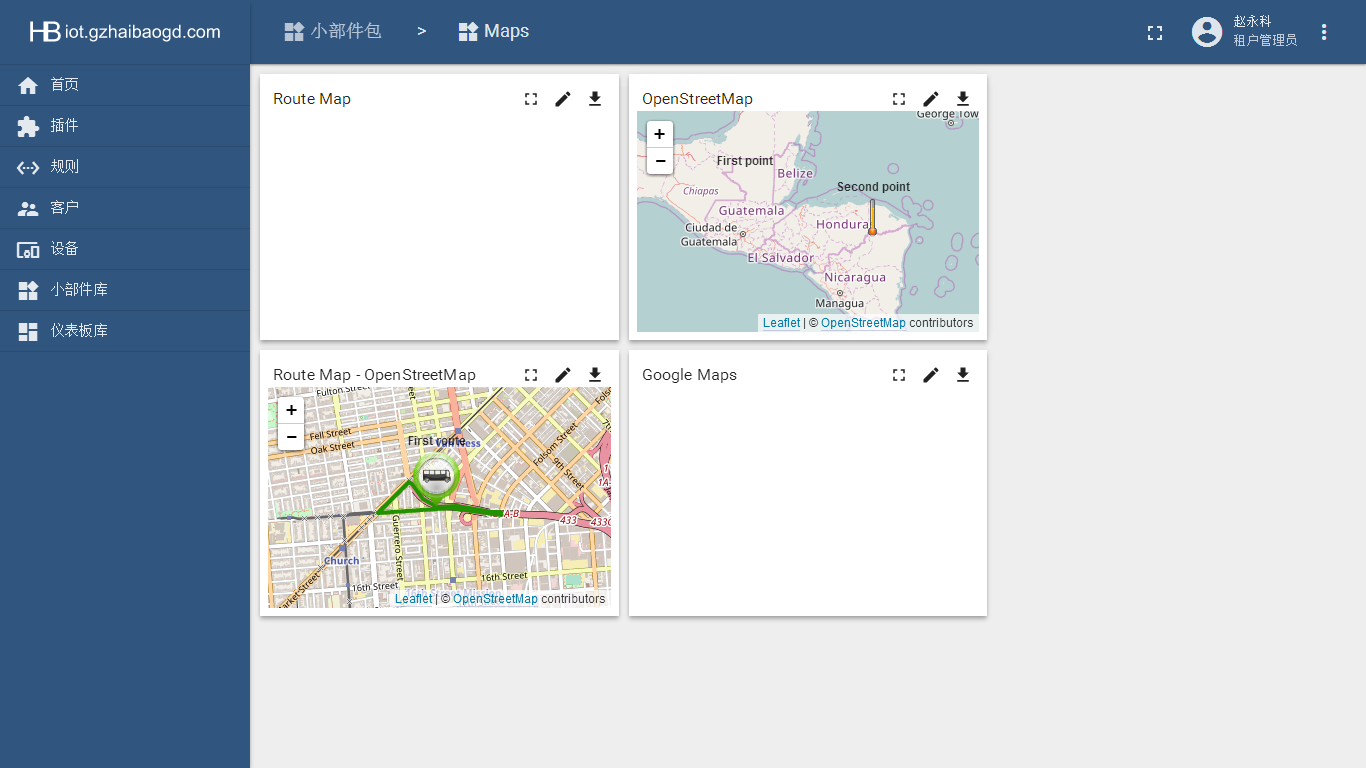 HB iot.gzhaibaogd.com
小部件包 > Maps
赵永科
租户管理员
首页
插件
规则
客户
设备
小部件库
仪表板库
Route Map
OpenStreetMap
+
−
George Tow
First point
Belize
Second point
Chiapas
Guatemala
Hondura
Ciudad de
Guatemala
El Salvador
Nicaragua
Managua
Leaflet | © OpenStreetMap contributors
Route Map - OpenStreetMap
+
−
Fulton Street
Fell Street
Oak Street
First route
Van Ness
Folsom Street
9th Street
A-B
433
433C
1A-
Guerrero Street
Church
16th Street
16th Street
Market Street
Leaflet | © OpenStreetMap contributors
Google Maps